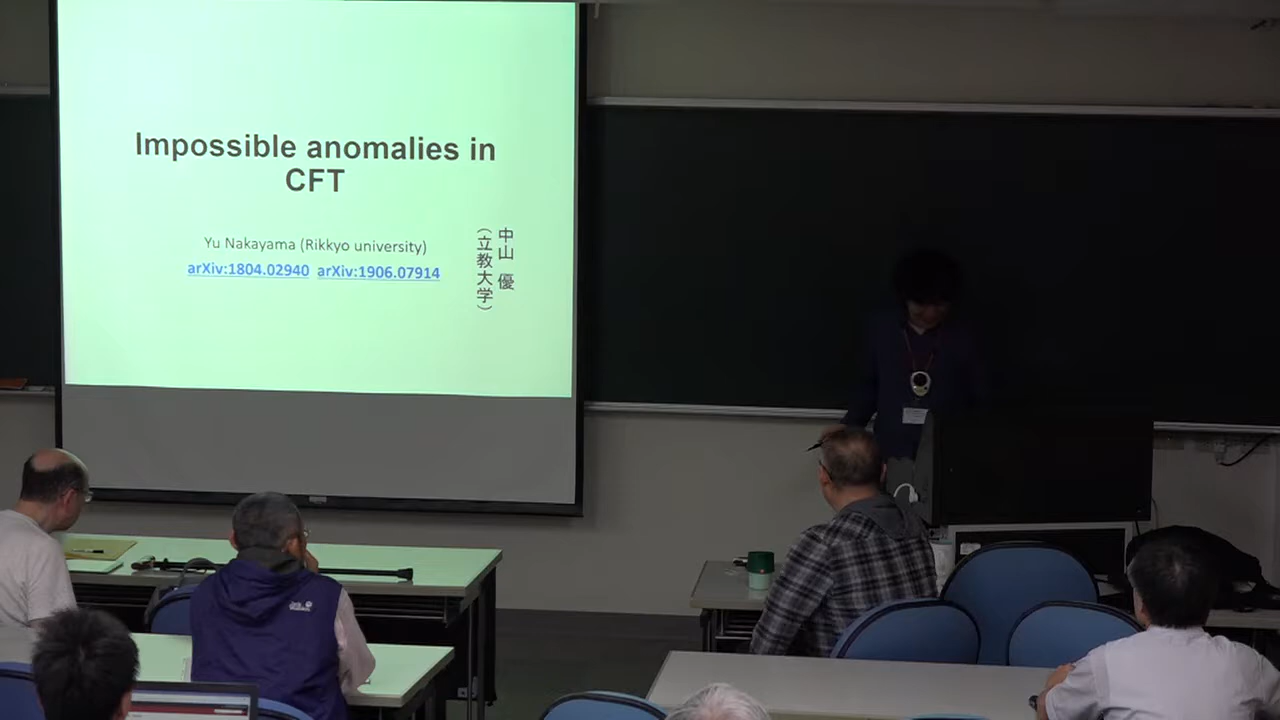 Impossible anomalies in
CFT
Yu Nakayama (Rikkyo university)
arXiv:1804.02940 arXiv:1906.07914
中山 優
(立教大学)